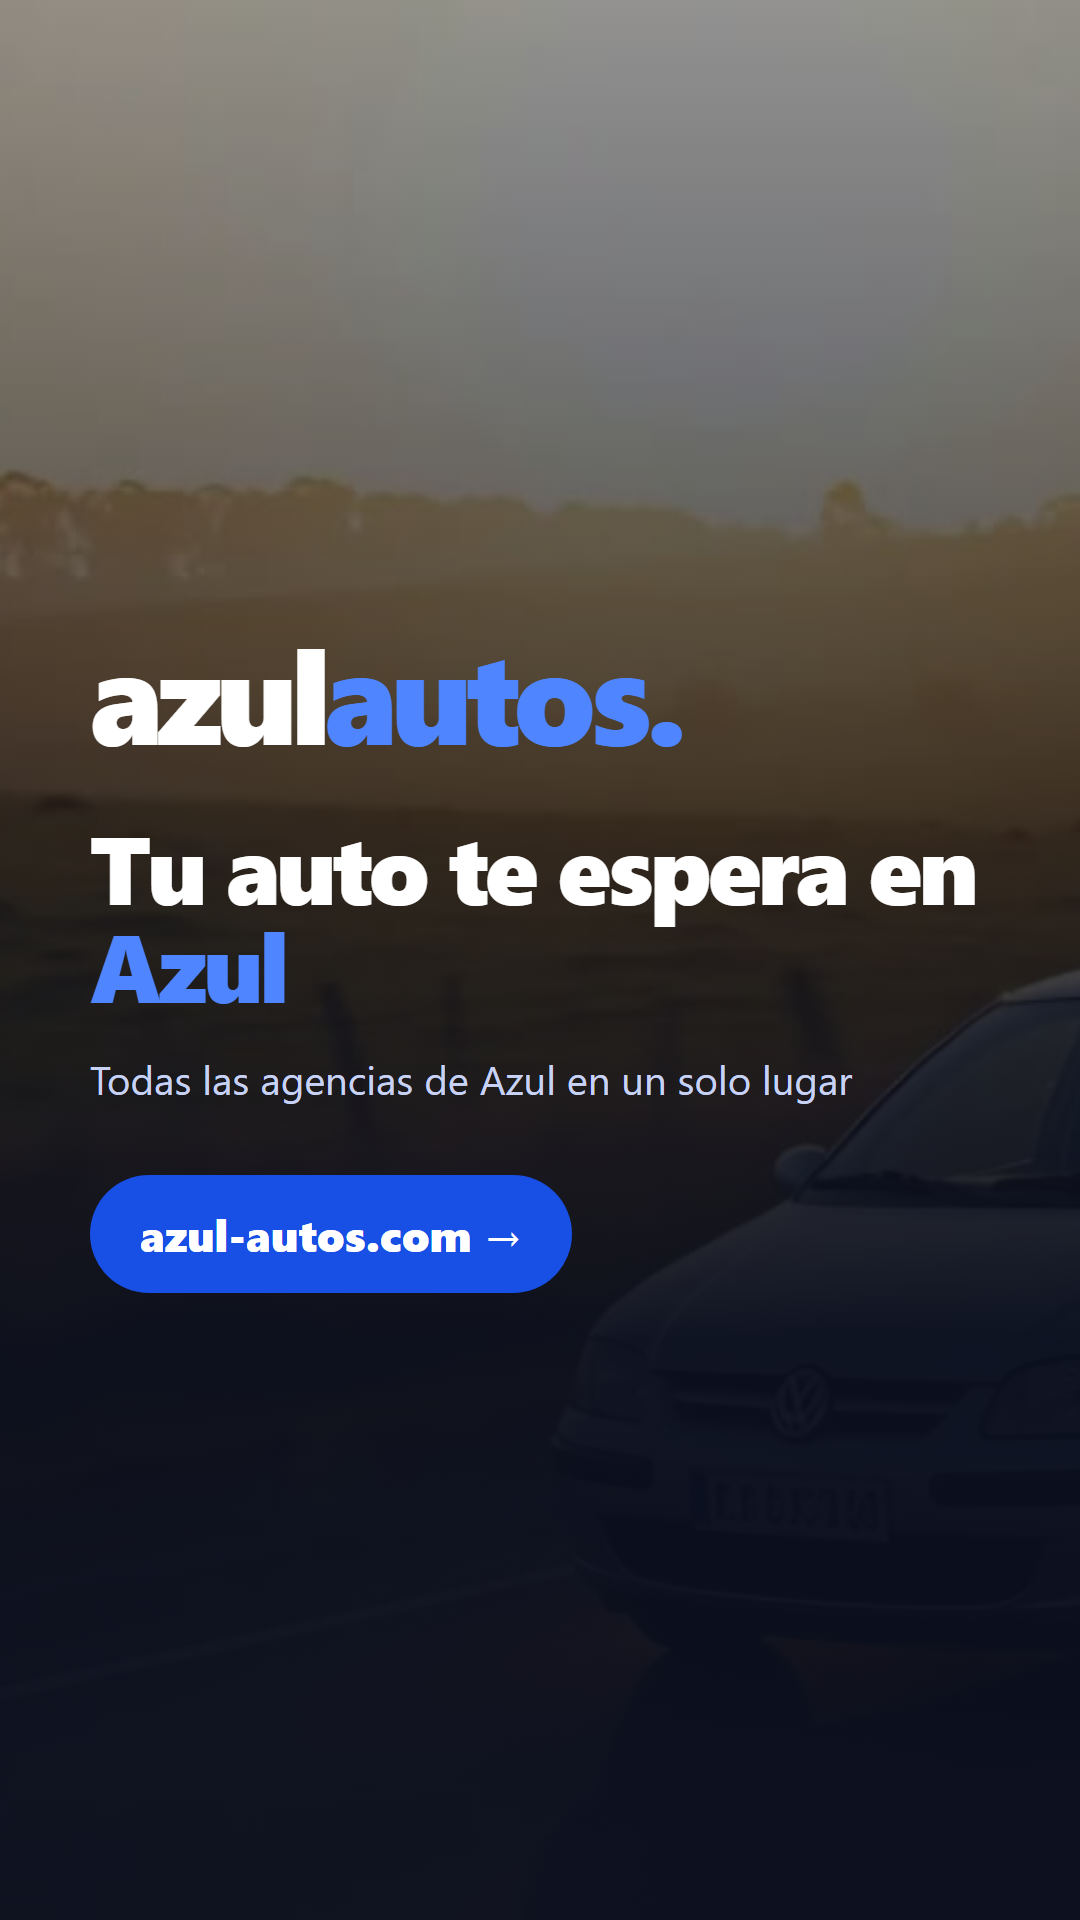 azulautos.
Tu auto te espera en
Azul
Todas las agencias de Azul en un solo lugar
azul-autos.com →